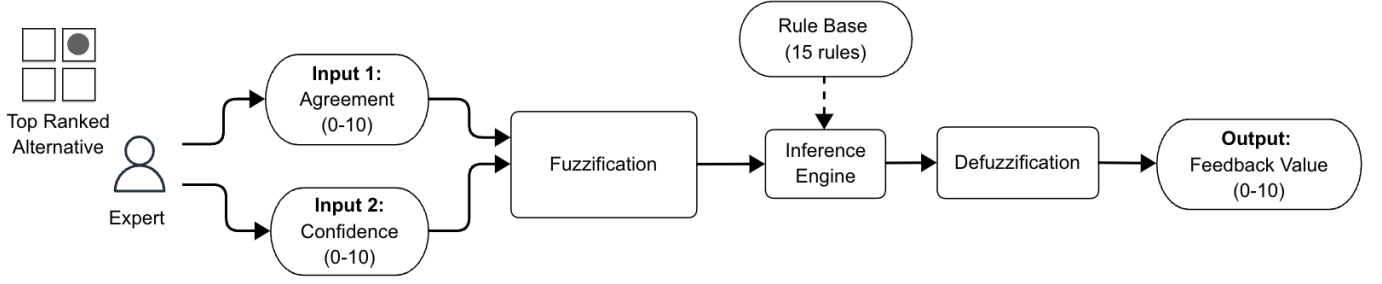 Top Ranked
Alternative
Expert
Input 1:
Agreement
(0-10)
Input 2:
Confidence
(0-10)
Fuzzification
Rule Base
(15 rules)
Inference
Engine
Defuzzification
Output:
Feedback Value
(0-10)